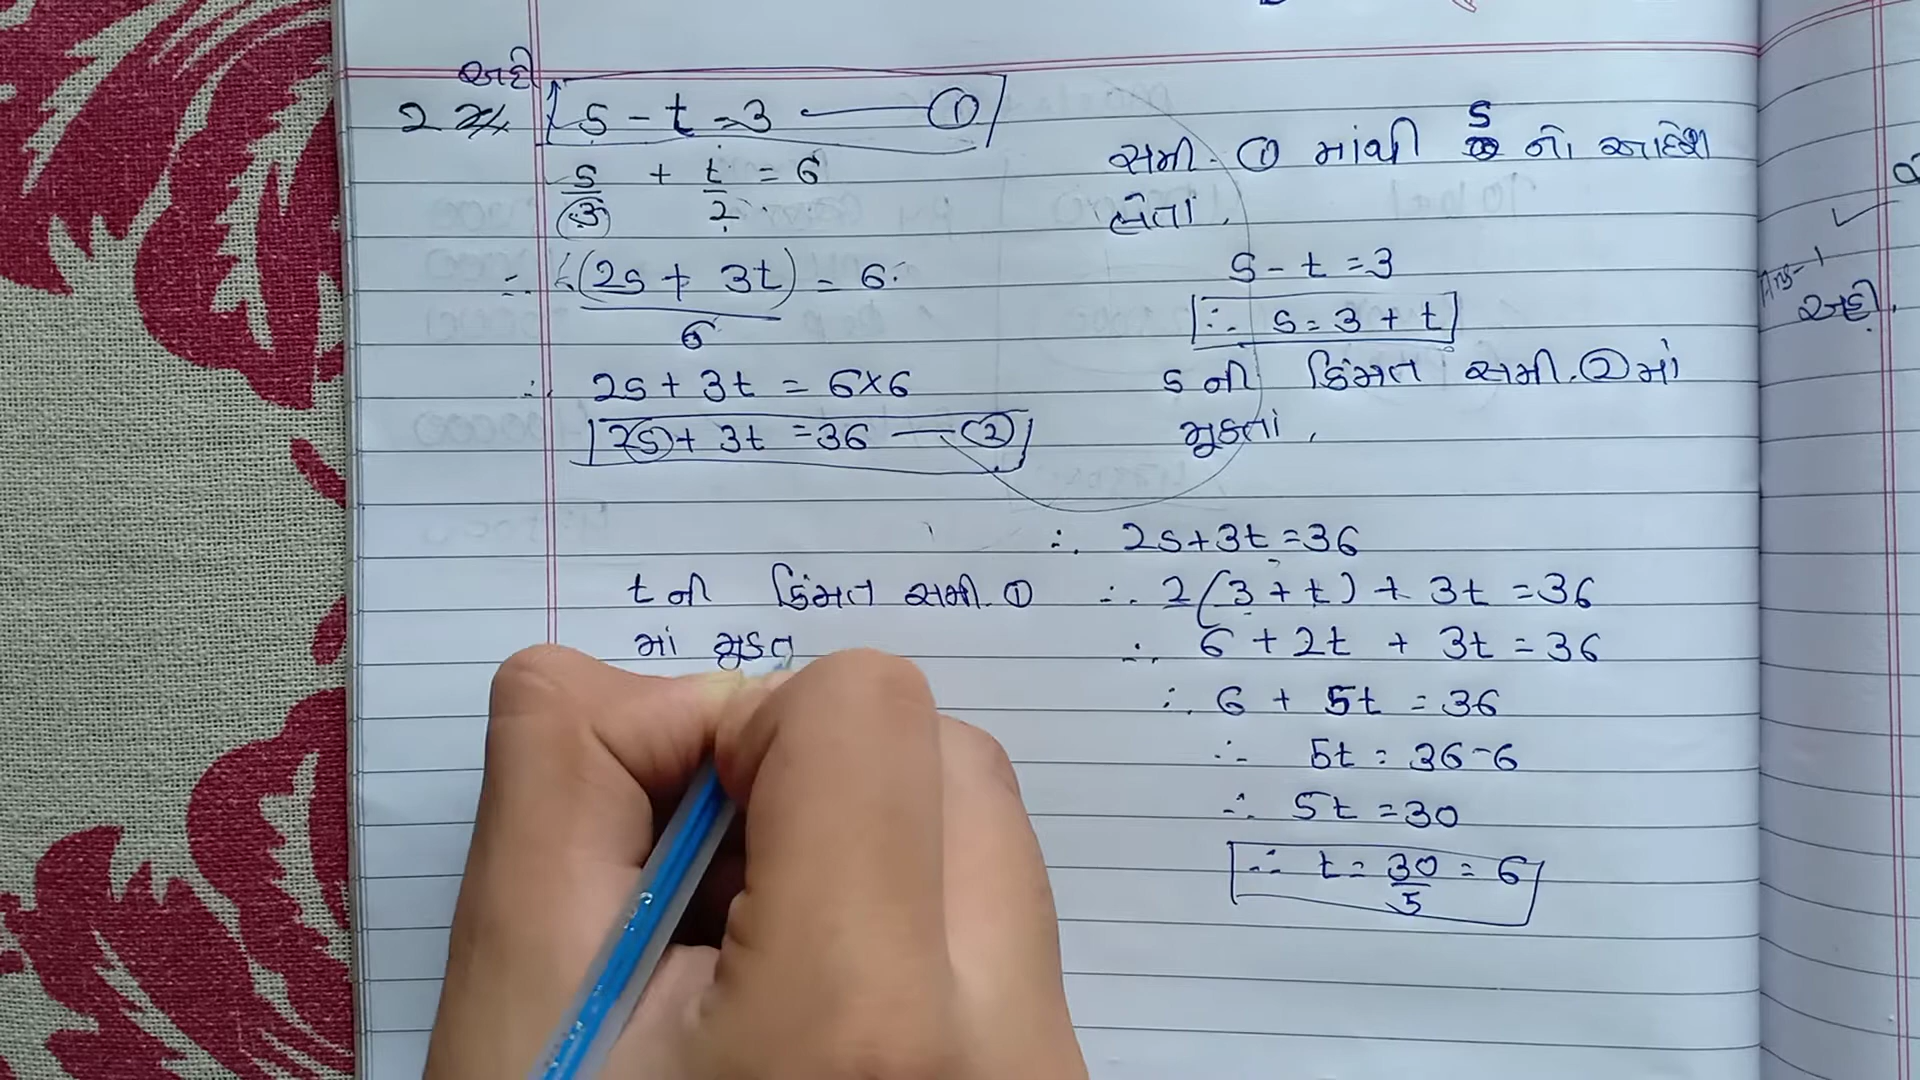 અહીં
2 s - t = 3 — ①
s/3 + t/2 = 6
∴ (2s + 3t)/6 = 6
∴ 2s + 3t = 6×6
2s + 3t = 36 — ②
t ની કિંમત સમી. ①
માં મુકત
સમી. ① માંથી s નો આદેશ
લેતાં,
s - t = 3
∴ s = 3 + t
s ની કિંમત સમી. ② માં
મુકતાં,
∴ 2s + 3t = 36
∴ 2(3 + t) + 3t = 36
∴ 6 + 2t + 3t = 36
∴ 6 + 5t = 36
∴ 5t = 36 - 6
∴ 5t = 30
∴ t = 30/5 = 6
Ans-1
અહીં,